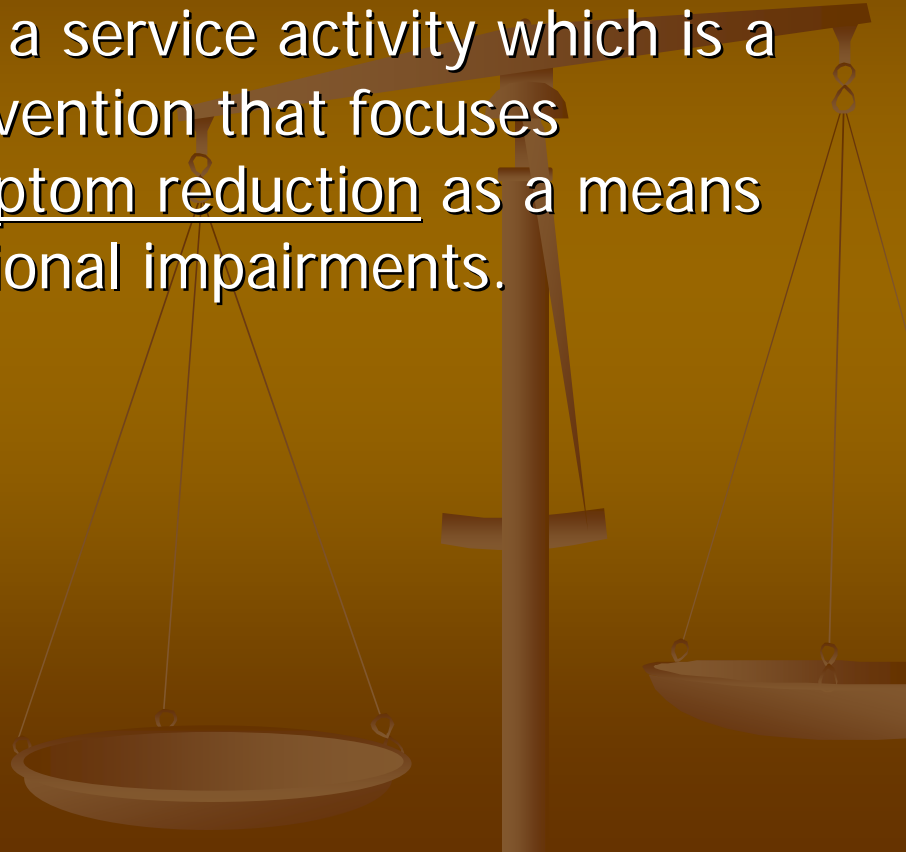 a service activity which is a
vention that focuses
ptom reduction as a means
ional impairments.